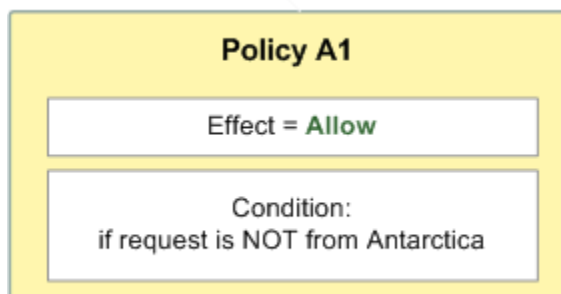 Policy A1
Effect = Allow
Condition:
if request is NOT from Antarctica